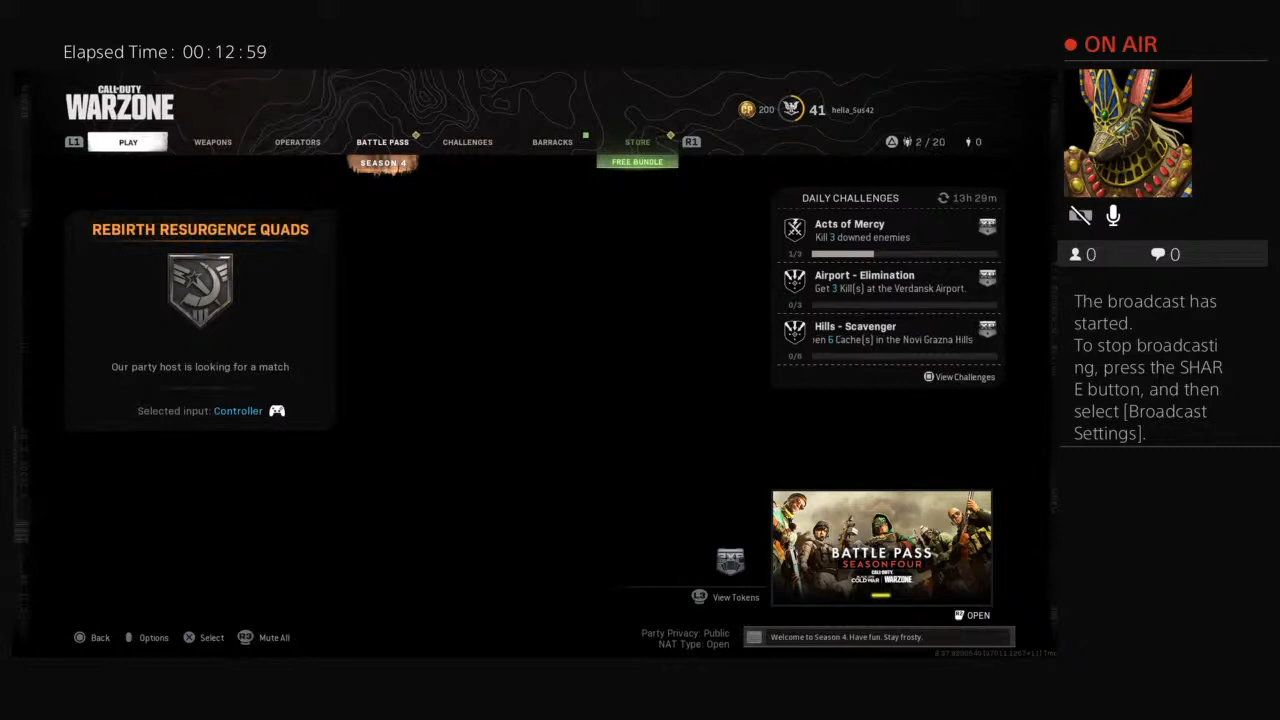 Elapsed Time: 00:12:59
ON AIR
CALL OF DUTY
WARZONE
CP 200 41 hella_sus42
L1 PLAY WEAPONS OPERATORS BATTLE PASS CHALLENGES BARRACKS STORE R1 2 / 20 0
SEASON 4 FREE BUNDLE
DAILY CHALLENGES 13h 29m
REBIRTH RESURGENCE QUADS
Acts of Mercy
Kill 3 downed enemies
1/3
Airport - Elimination
Get 3 Kill(s) at the Verdansk Airport.
0/3
Hills - Scavenger
en 6 Cache(s) in the Novi Grazna Hills
0/6
View Challenges
Our party host is looking for a match
Selected input: Controller
0 0
The broadcast has
started.
To stop broadcasti
ng, press the SHAR
E button, and then
select [Broadcast
Settings].
BATTLE PASS
SEASON FOUR
COLD WAR WARZONE
View Tokens
R2 OPEN
Back Options Select R3 Mute All
Party Privacy: Public
NAT Type: Open
Welcome to Season 4. Have fun. Stay frosty.